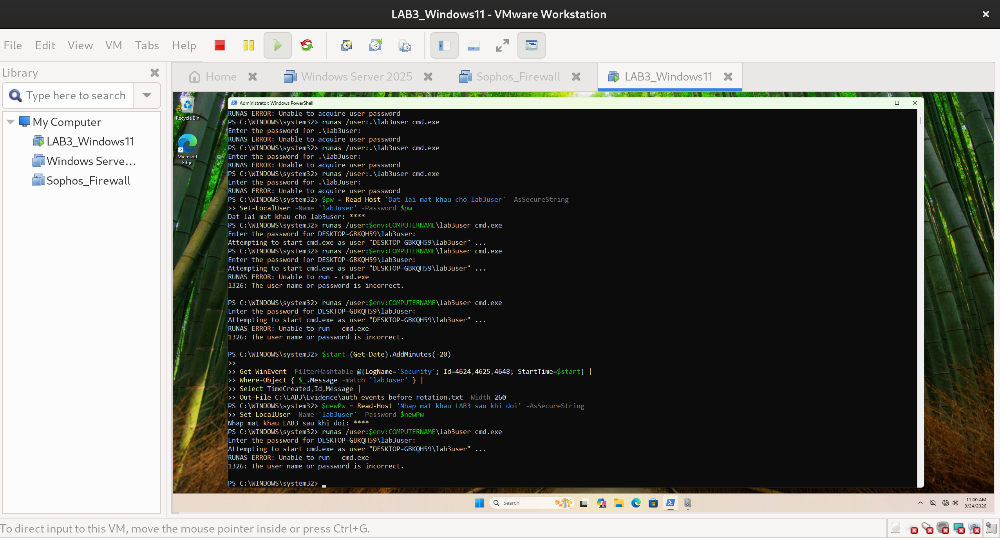 LAB3_Windows11 - VMware Workstation
File Edit View VM Tabs Help
Library
Type here to search
My Computer
LAB3_Windows11
Windows Serve...
Sophos_Firewall
Home
Windows Server 2025
Sophos_Firewall
LAB3_Windows11
Recycle Bin
Microsoft
Edge
Administrator: Windows PowerShell
RUNAS ERROR: Unable to acquire user password
PS C:\WINDOWS\system32> runas /user:.\lab3user cmd.exe
Enter the password for .\lab3user:
RUNAS ERROR: Unable to acquire user password
PS C:\WINDOWS\system32> runas /user:.\lab3user cmd.exe
Enter the password for .\lab3user:
RUNAS ERROR: Unable to acquire user password
PS C:\WINDOWS\system32> runas /user:.\lab3user cmd.exe
Enter the password for .\lab3user:
RUNAS ERROR: Unable to acquire user password
PS C:\WINDOWS\system32> $pw = Read-Host 'Dat lai mat khau cho lab3user' -AsSecureString
>> Set-LocalUser -Name 'lab3user' -Password $pw
Dat lai mat khau cho lab3user: ****
PS C:\WINDOWS\system32> runas /user:$env:COMPUTERNAME\lab3user cmd.exe
Enter the password for DESKTOP-GBKQH59\lab3user:
Attempting to start cmd.exe as user "DESKTOP-GBKQH59\lab3user" ...
PS C:\WINDOWS\system32> runas /user:$env:COMPUTERNAME\lab3user cmd.exe
Enter the password for DESKTOP-GBKQH59\lab3user:
Attempting to start cmd.exe as user "DESKTOP-GBKQH59\lab3user" ...
RUNAS ERROR: Unable to run - cmd.exe
1326: The user name or password is incorrect.
PS C:\WINDOWS\system32> runas /user:$env:COMPUTERNAME\lab3user cmd.exe
Enter the password for DESKTOP-GBKQH59\lab3user:
Attempting to start cmd.exe as user "DESKTOP-GBKQH59\lab3user" ...
RUNAS ERROR: Unable to run - cmd.exe
1326: The user name or password is incorrect.
PS C:\WINDOWS\system32> $start=(Get-Date).AddMinutes(-20)
>>
>> Get-WinEvent -FilterHashtable @{LogName='Security'; Id=4624,4625,4648; StartTime=$start} |
>> Where-Object { $_.Message -match 'lab3user' } |
>> Select TimeCreated,Id,Message |
>> Out-File C:\LAB3\Evidence\auth_events_before_rotation.txt -Width 260
PS C:\WINDOWS\system32> $newPw = Read-Host 'Nhap mat khau LAB3 sau khi doi' -AsSecureString
>> Set-LocalUser -Name 'lab3user' -Password $newPw
Nhap mat khau LAB3 sau khi doi: ****
PS C:\WINDOWS\system32> runas /user:$env:COMPUTERNAME\lab3user cmd.exe
Enter the password for DESKTOP-GBKQH59\lab3user:
Attempting to start cmd.exe as user "DESKTOP-GBKQH59\lab3user" ...
RUNAS ERROR: Unable to run - cmd.exe
1326: The user name or password is incorrect.
PS C:\WINDOWS\system32>
Search
M365
11:00 AM
9/24/2026
To direct input to this VM, move the mouse pointer inside or press Ctrl+G.